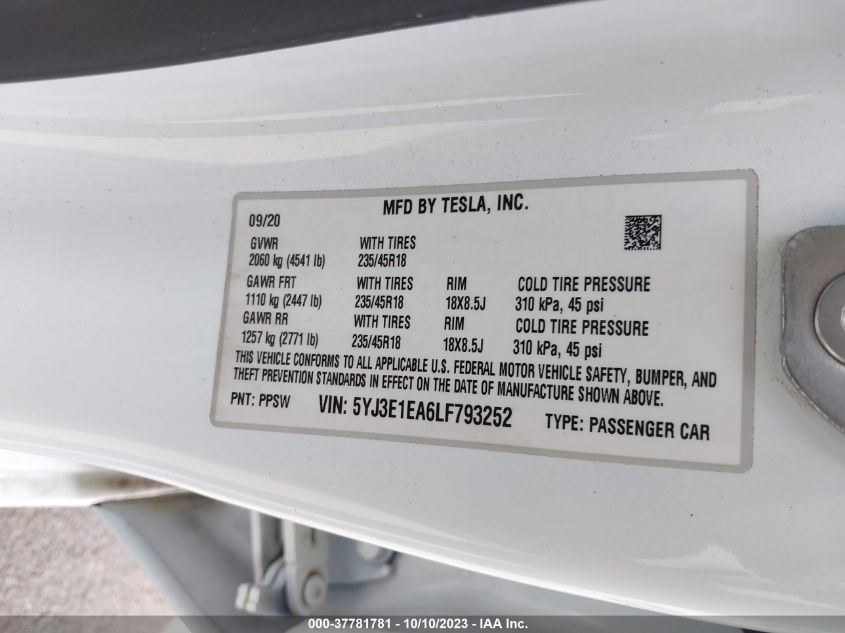 MFD BY TESLA, INC.
09/20
GVWR WITH TIRES
2060 kg (4541 lb) 235/45R18
GAWR FRT WITH TIRES RIM COLD TIRE PRESSURE
1110 kg (2447 lb) 235/45R18 18X8.5J 310 kPa, 45 psi
GAWR RR WITH TIRES RIM COLD TIRE PRESSURE
1257 kg (2771 lb) 235/45R18 18X8.5J 310 kPa, 45 psi
THIS VEHICLE CONFORMS TO ALL APPLICABLE U.S. FEDERAL MOTOR VEHICLE SAFETY, BUMPER, AND
THEFT PREVENTION STANDARDS IN EFFECT ON THE DATE OF MANUFACTURE SHOWN ABOVE.
PNT: PPSW VIN: 5YJ3E1EA6LF793252 TYPE: PASSENGER CAR
000-37781781 - 10/10/2023 - IAA Inc.